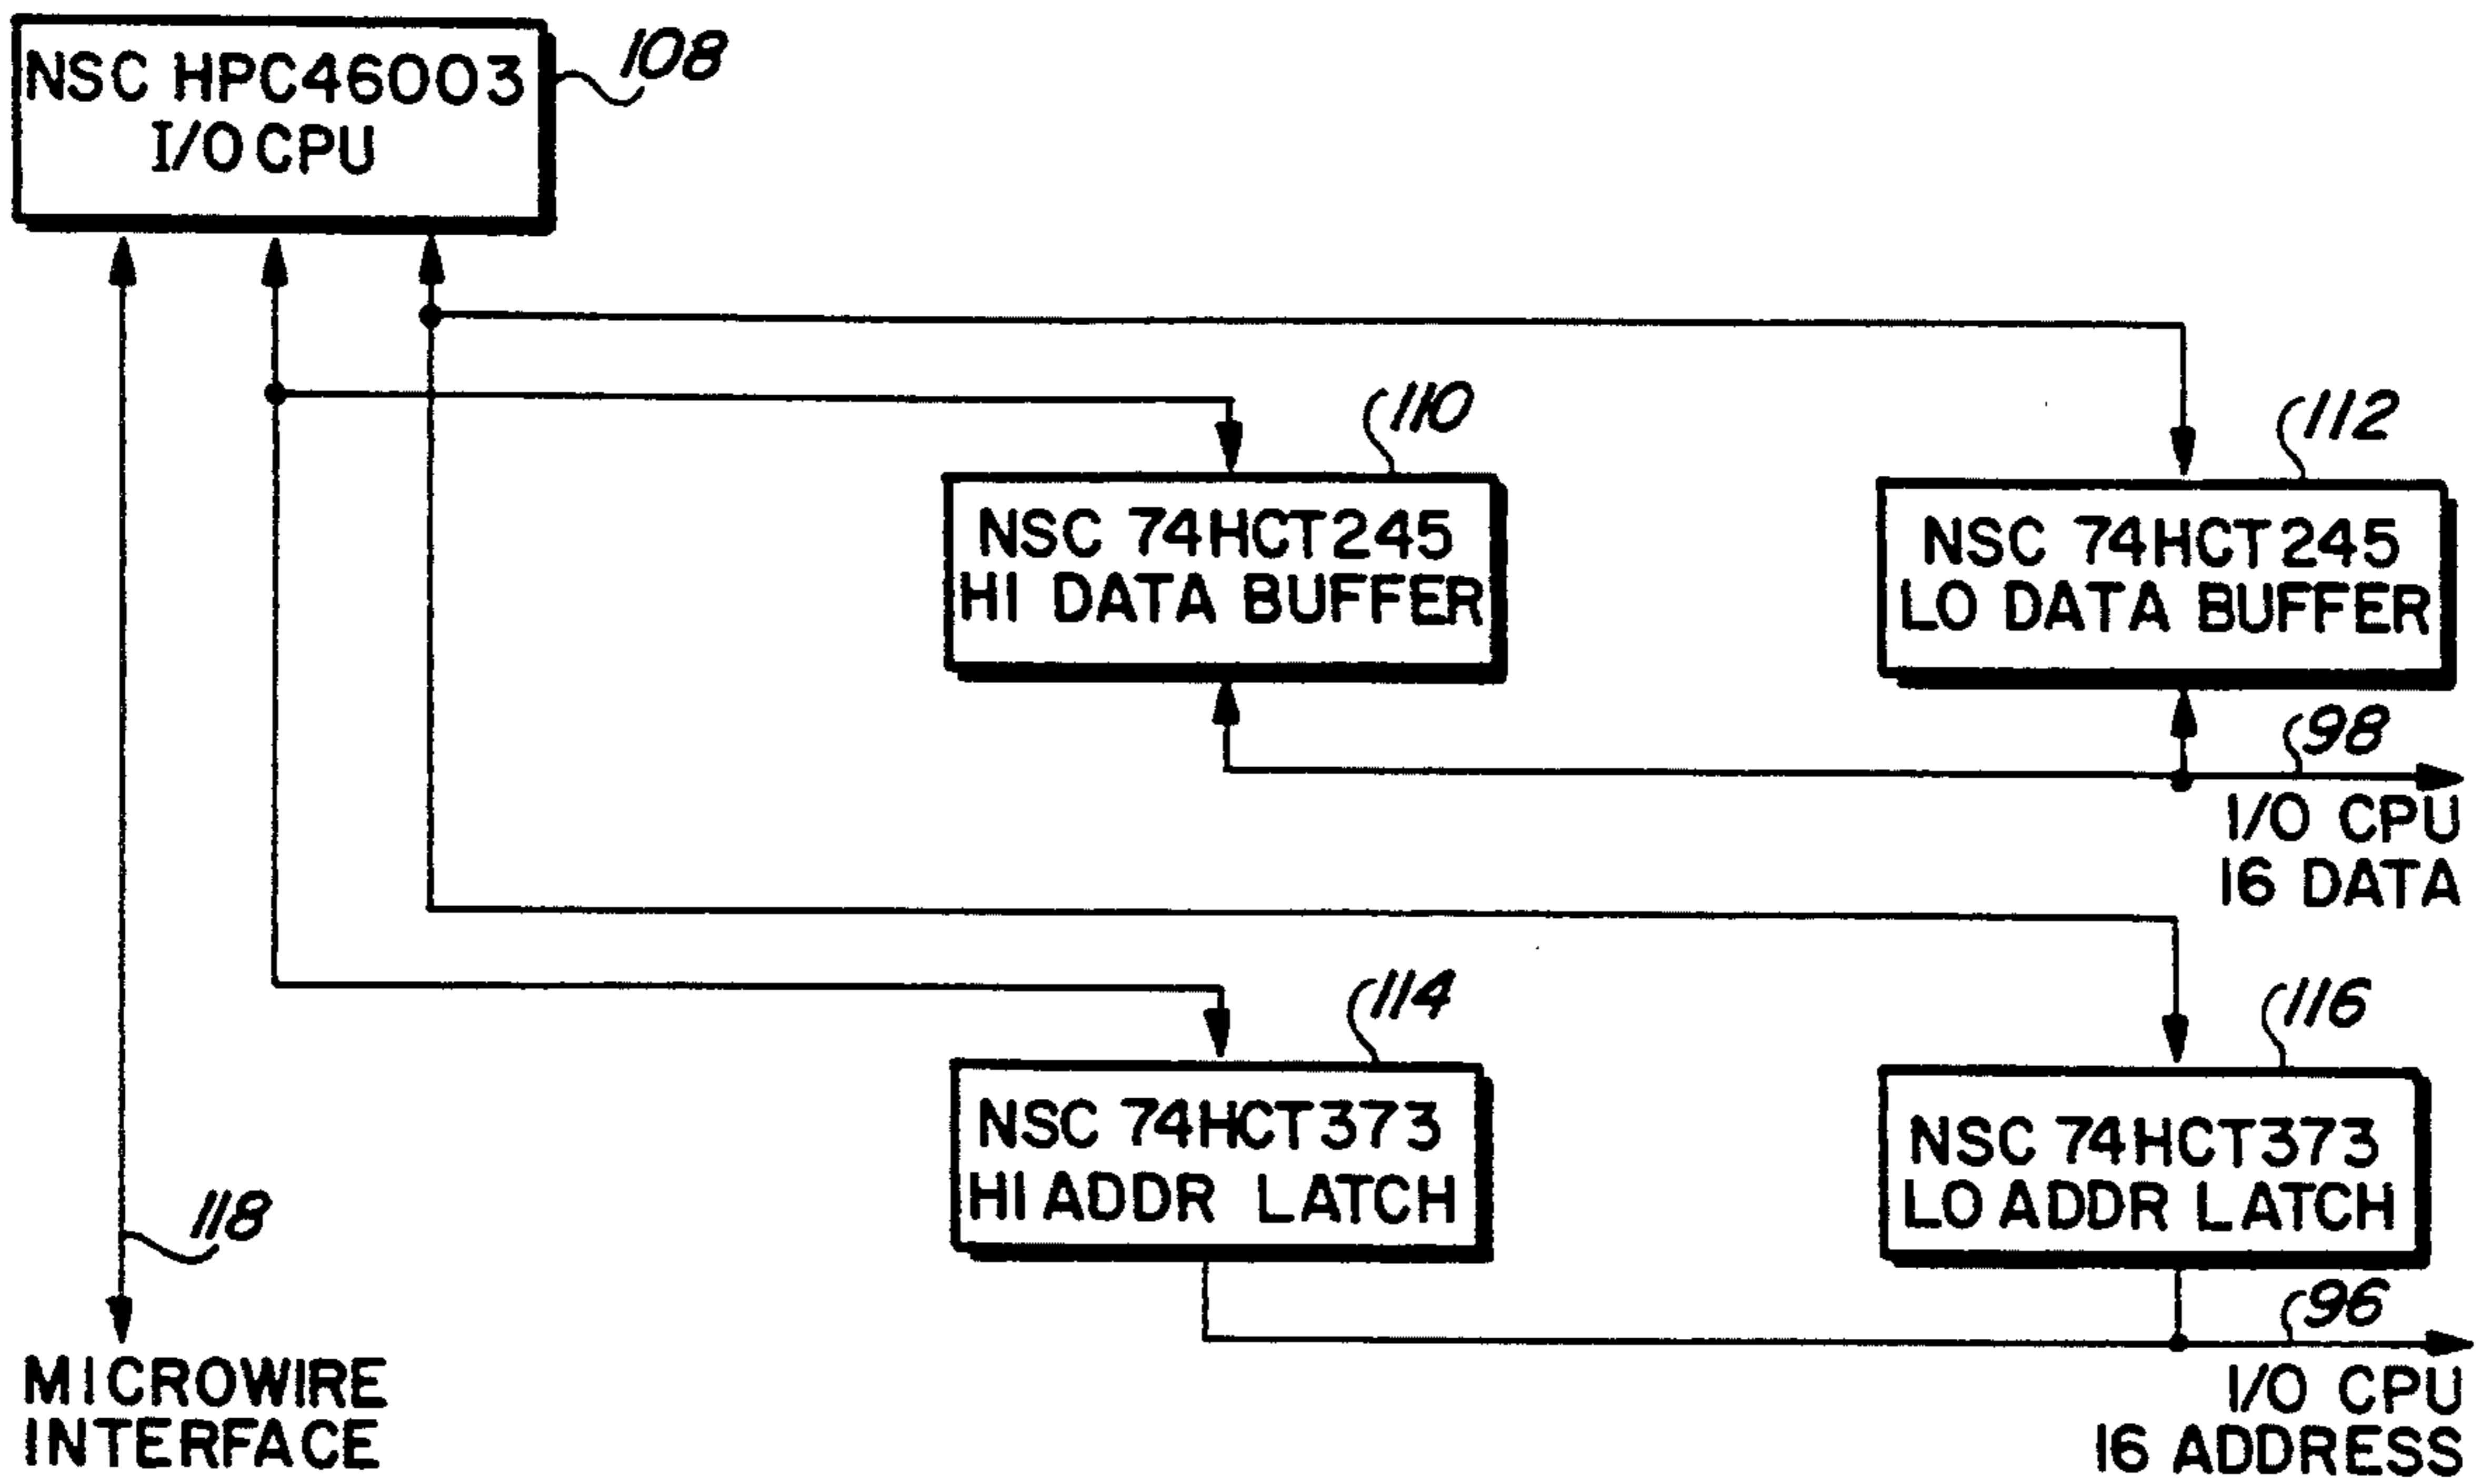 NSC HPC46003
I/O CPU
108
110
112
NSC 74HCT245
HI DATA BUFFER
NSC 74HCT245
LO DATA BUFFER
98
I/O CPU
16 DATA
114
116
NSC 74HCT373
HI ADDR LATCH
NSC 74HCT373
LO ADDR LATCH
118
96
MICROWIRE
INTERFACE
I/O CPU
16 ADDRESS